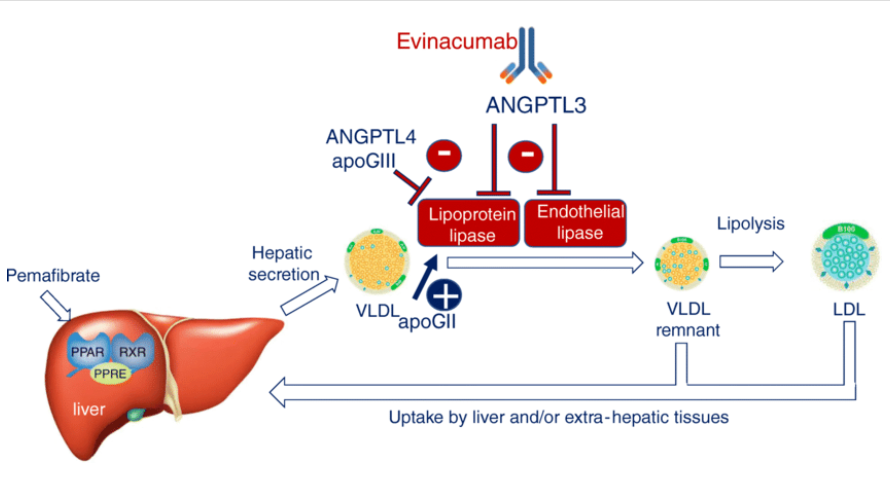 Evinacumab
ANGPTL3
ANGPTL4
apoGIII
-
-
Lipoprotein
lipase
Endothelial
lipase
Lipolysis
B100
Hepatic
secretion
Pemafibrate
VLDL
+
apoGII
VLDL
remnant
LDL
PPAR
RXR
PPRE
liver
Uptake by liver and/or extra-hepatic tissues